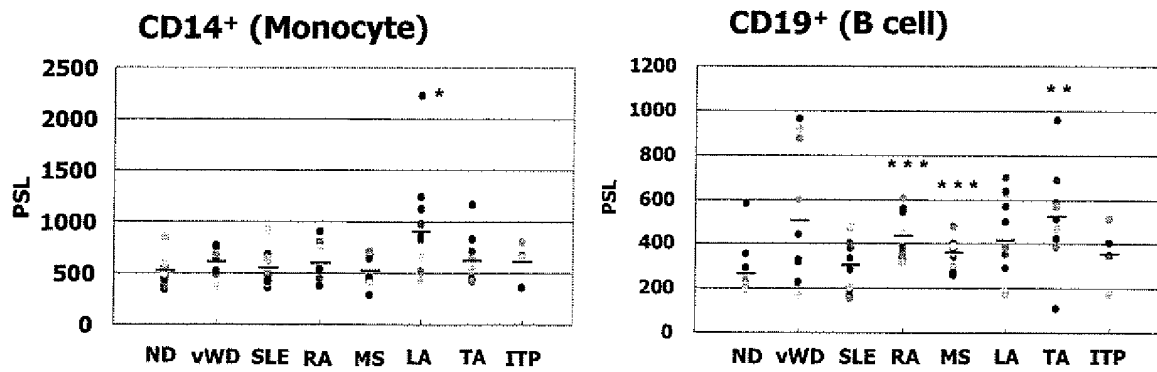 CD14+ (Monocyte)
2500
2000
1500
1000
500
0
PSL
*
ND vWD SLE RA MS LA TA ITP
CD19+ (B cell)
1200
1000
800
600
400
200
0
PSL
* *
* * *
* * *
ND vWD SLE RA MS LA TA ITP